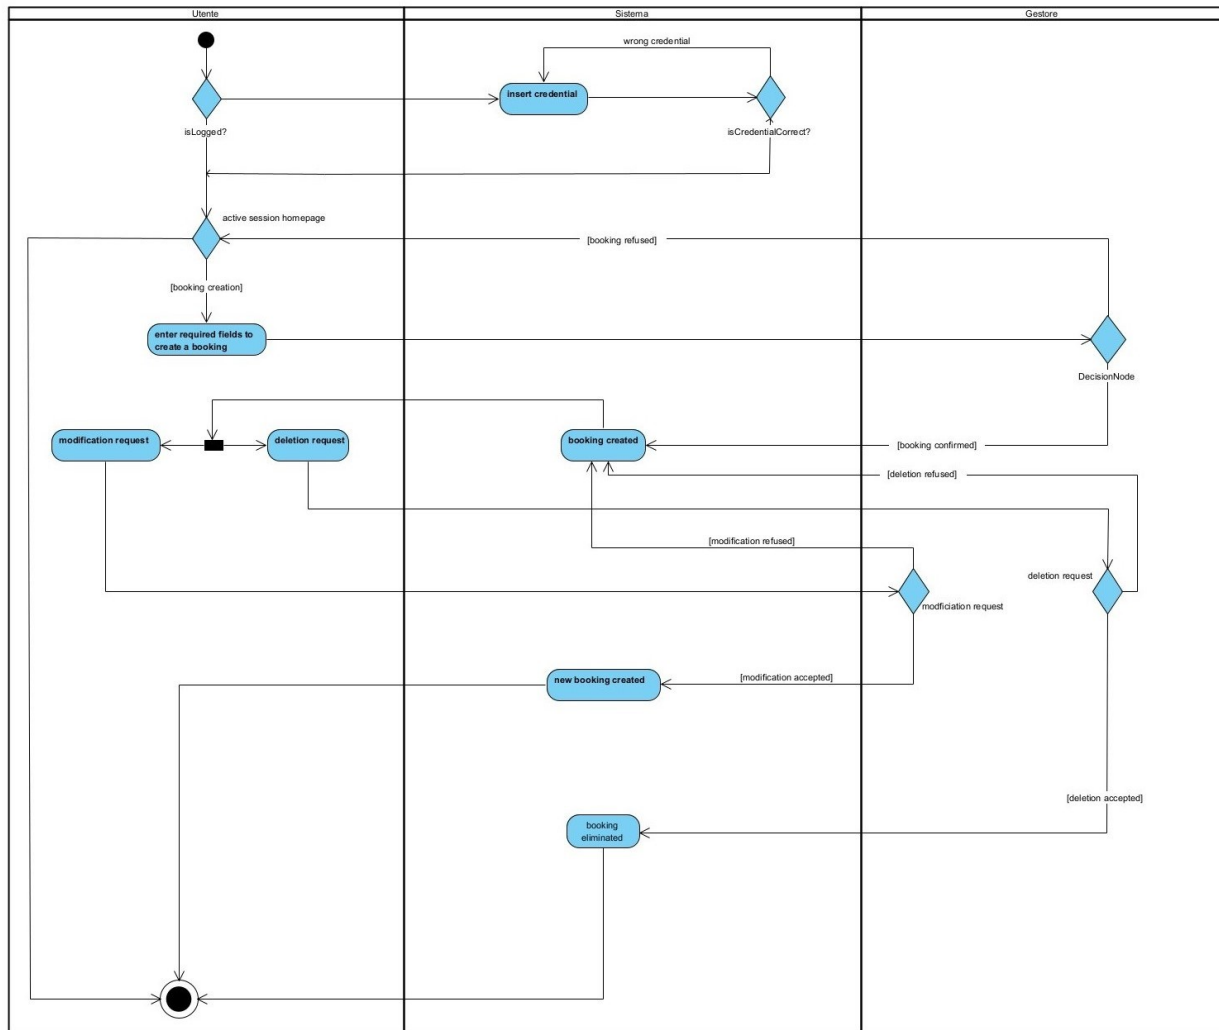 Utente
Sistema
Gestore
wrong credential
insert credential
isLogged?
isCredentialCorrect?
active session homepage
[booking refused]
[booking creation]
enter required fields to
create a booking
DecisionNode
modification request
deletion request
booking created
[booking confirmed]
[deletion refused]
[modification refused]
deletion request
modficiation request
new booking created
[modification accepted]
[deletion accepted]
booking
eliminated